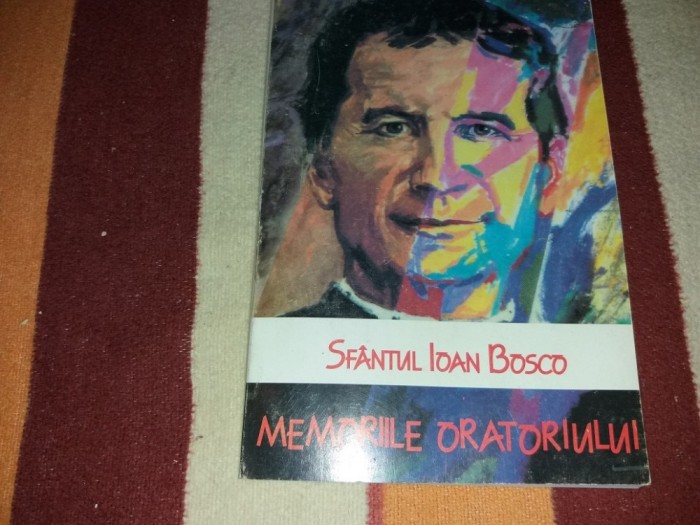 SFÂNTUL IOAN BOSCO
MEMORIILE ORATORIULUI